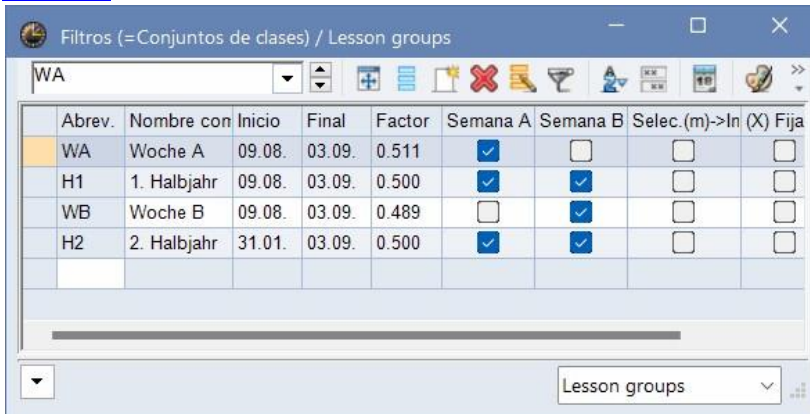 Filtros (=Conjuntos de clases) / Lesson groups
WA
Abrev. Nombre com Inicio Final Factor Semana A Semana B Selec.(m)->In (X) Fija
WA Woche A 09.08. 03.09. 0.511
H1 1. Halbjahr 09.08. 03.09. 0.500
WB Woche B 09.08. 03.09. 0.489
H2 2. Halbjahr 31.01. 03.09. 0.500
Lesson groups